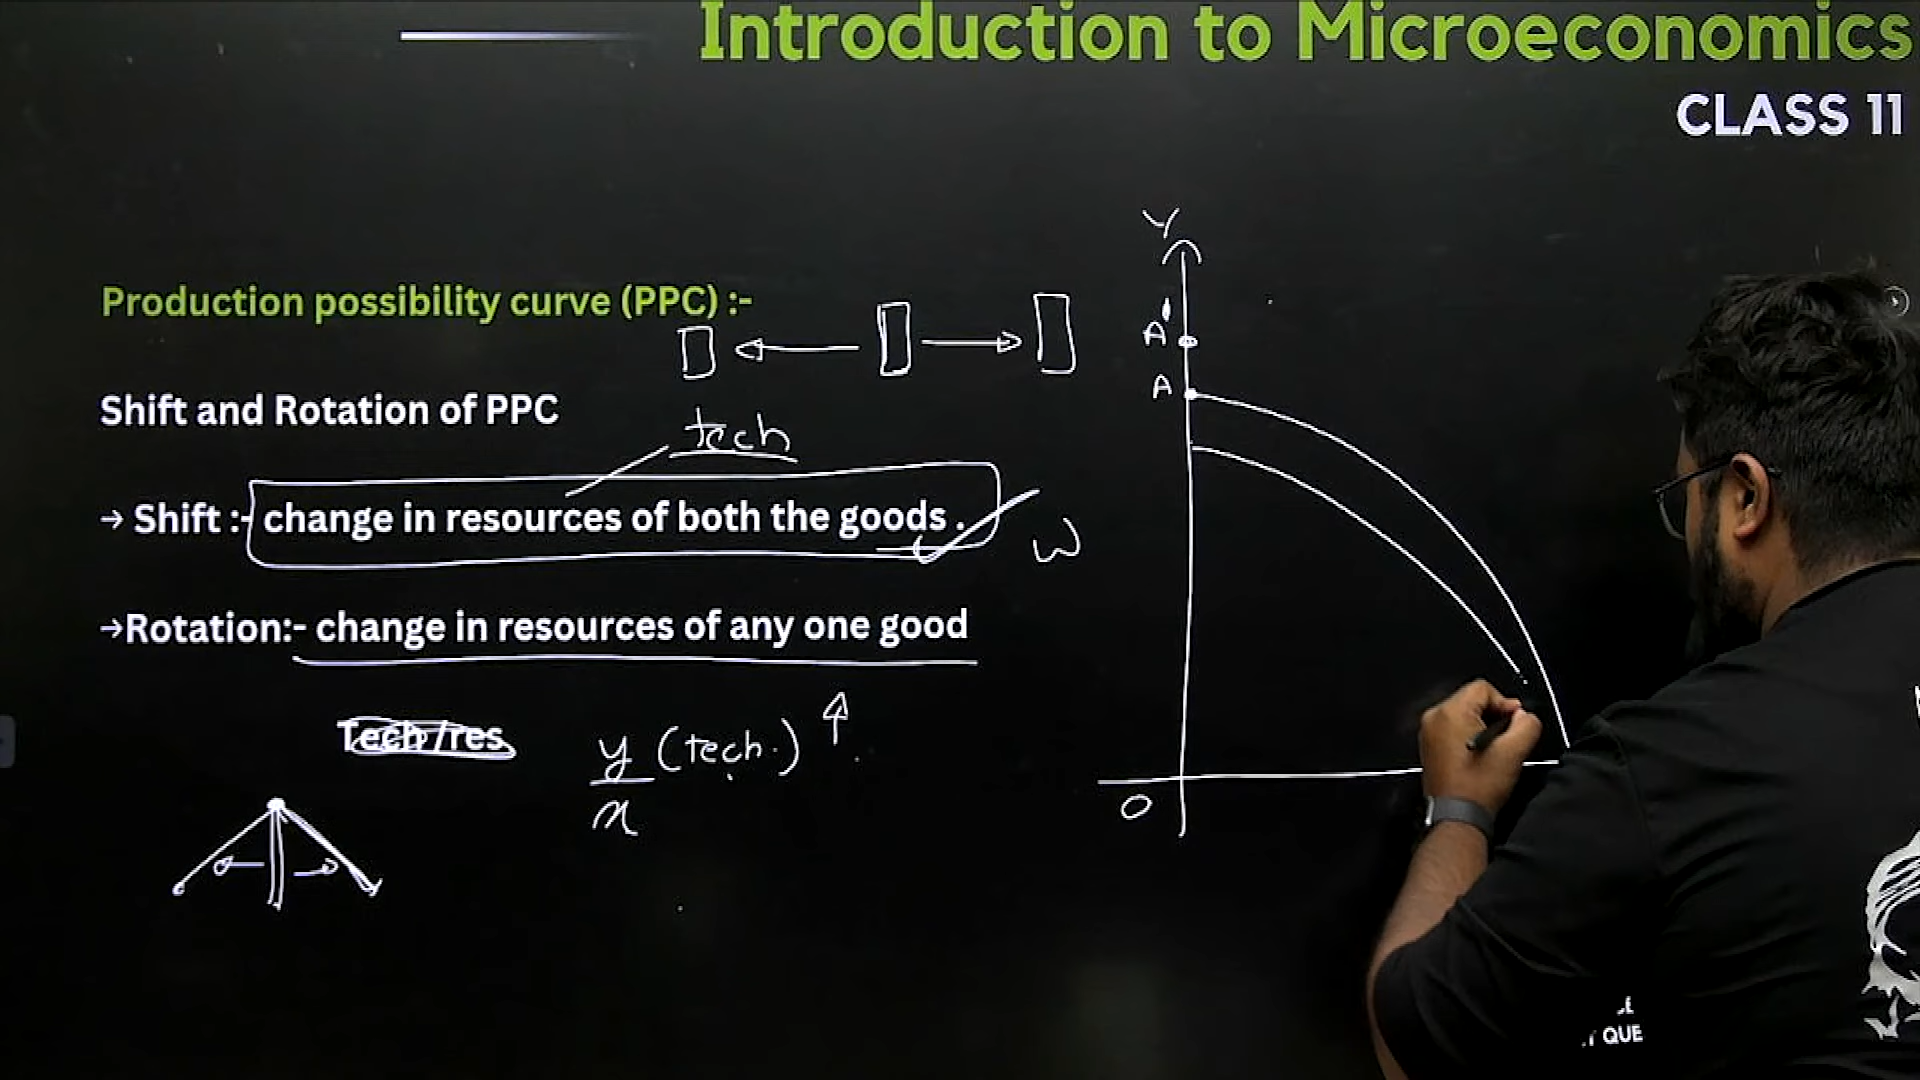 Introduction to Microeconomics
CLASS 11
Production possibility curve (PPC) :-
Shift and Rotation of PPC
tech
→ Shift :- change in resources of both the goods .
W
→Rotation:- change in resources of any one good
Tech /res
y (tech.) ↑
x
Y
A'
A
O
QUE